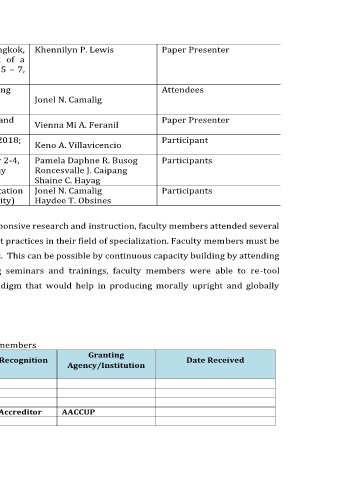 ngkok, Khennilyn P. Lewis Paper Presenter
of a
5 – 7,
ng Attendees
Jonel N. Camalig
and Paper Presenter
Vienna Mi A. Feranil
2018; Participant
Keno A. Villavicencio
2-4, Pamela Daphne R. Busog Participants
y Roncesvalle J. Caipang
Shaine C. Hayag
cation Jonel N. Camalig Participants
ity) Haydee T. Obsines
ponsive research and instruction, faculty members attended several
t practices in their field of specialization. Faculty members must be
. This can be possible by continuous capacity building by attending
g seminars and trainings, faculty members were able to re-tool
digm that would help in producing morally upright and globally
members
Recognition Granting Agency/Institution Date Received
Accreditor AACCUP